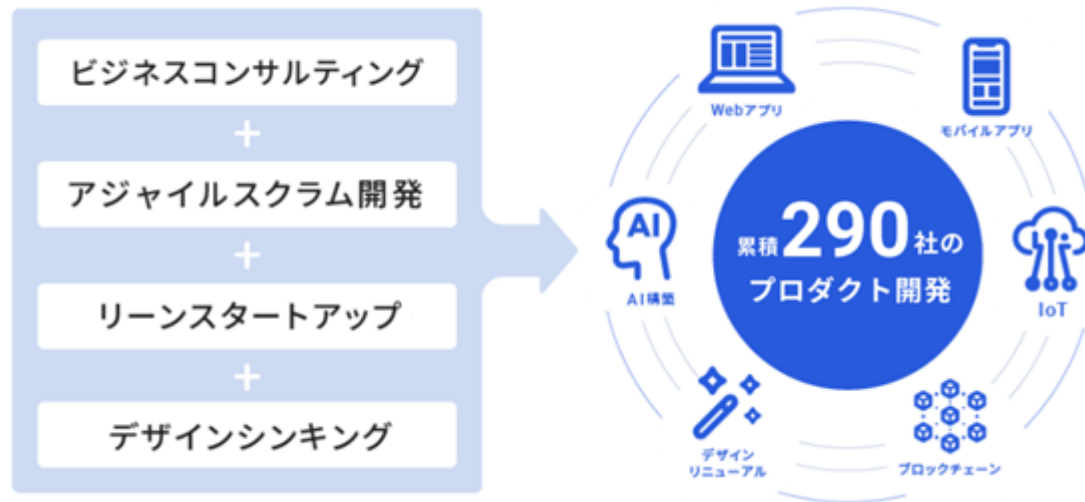 ビジネスコンサルティング
+
アジャイルスクラム開発
+
リーンスタートアップ
+
デザインシンキング
Webアプリ
モバイルアプリ
AI
AI構築
累積290社の
プロダクト開発
IoT
デザイン
リニューアル
ブロックチェーン